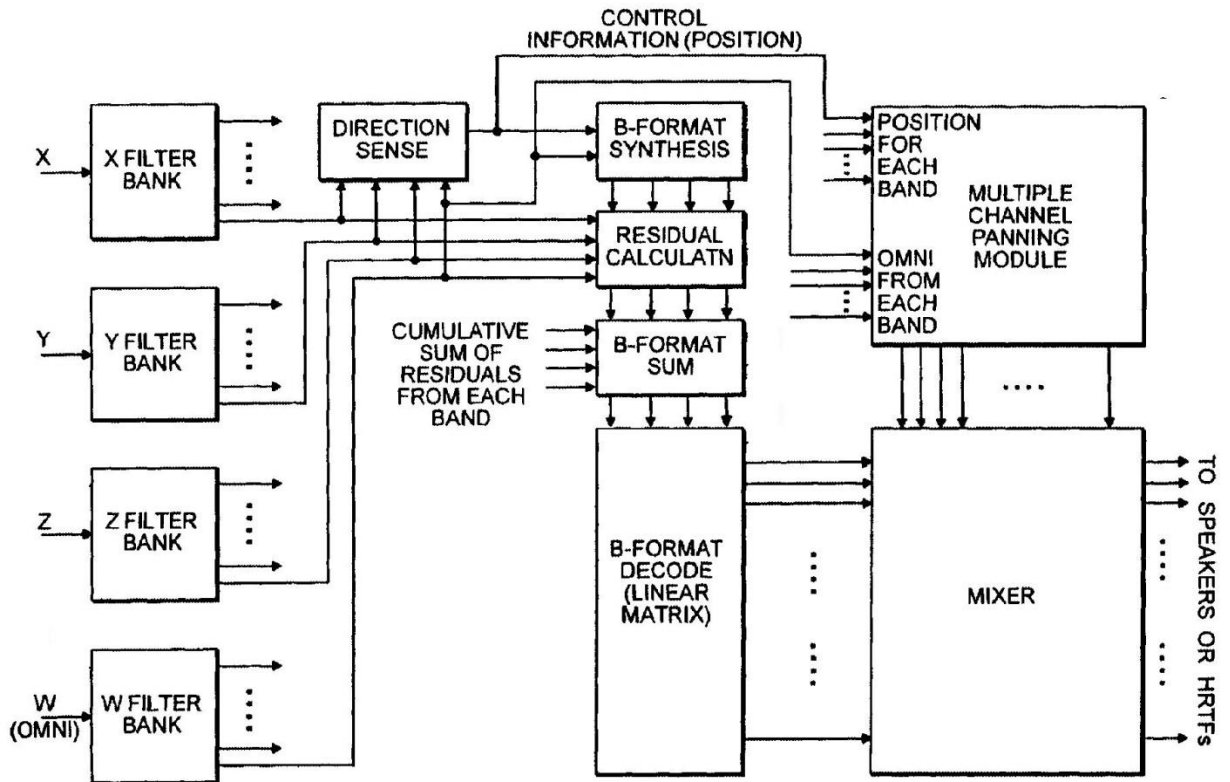 CONTROL
INFORMATION (POSITION)
X
X FILTER
BANK
DIRECTION
SENSE
B-FORMAT
SYNTHESIS
POSITION
FOR
EACH
BAND
MULTIPLE
CHANNEL
PANNING
MODULE
RESIDUAL
CALCULATN
OMNI
FROM
EACH
BAND
Y
Y FILTER
BANK
CUMULATIVE
SUM OF
RESIDUALS
FROM EACH
BAND
B-FORMAT
SUM
Z
Z FILTER
BANK
B-FORMAT
DECODE
(LINEAR
MATRIX)
MIXER
TO SPEAKERS OR HRTFs
W
(OMNI)
W FILTER
BANK